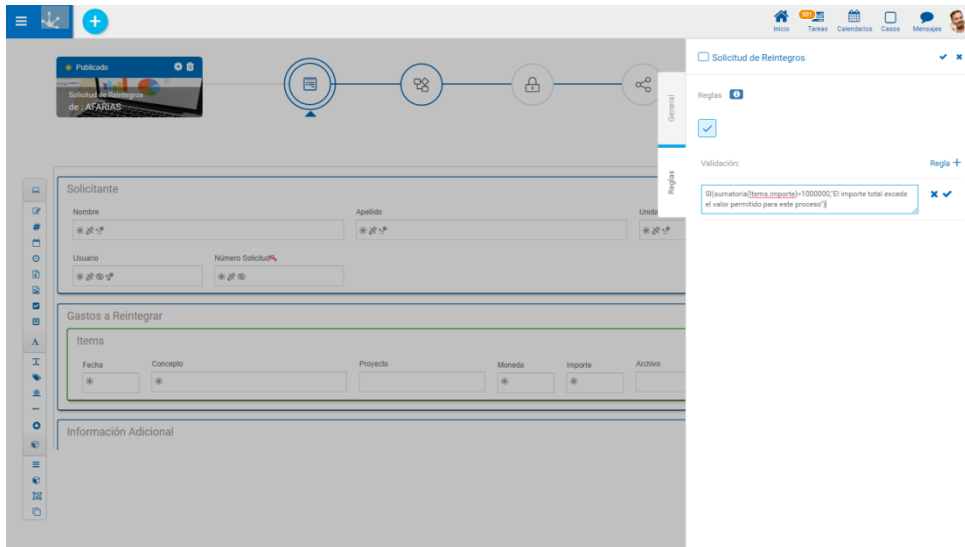 551
Inicio Tareas Calendarios Casos Mensajes
Publicado
Solicitud de Reintegros
de : AFARIAS
Solicitud de Reintegros
General
Reglas
Reglas
Validación:
Regla +
SI(sumatoria(Items.importe)>1000000,"El importe total excede
el valor permitido para este proceso")
Solicitante
Nombre Apellido Unida
Usuario Número Solicitud
Gastos a Reintegrar
Items
Fecha Concepto Proyecto Moneda Importe Archivo
Información Adicional